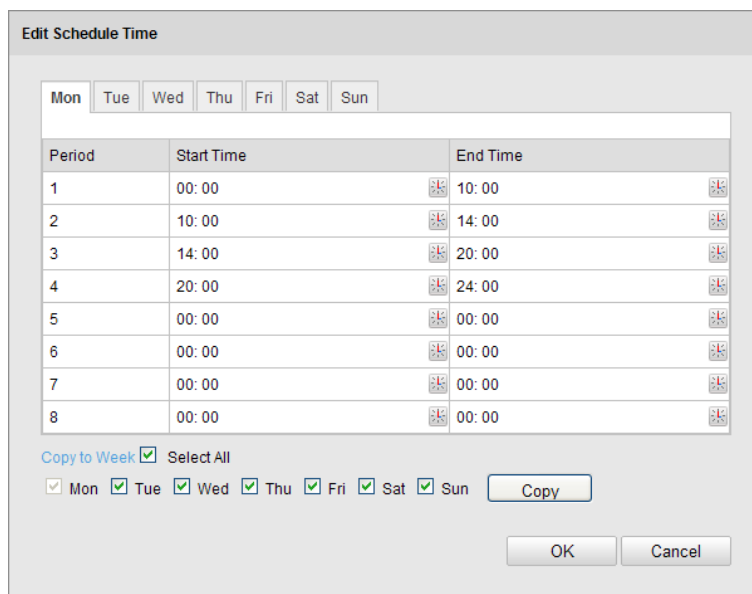 Edit Schedule Time
Mon Tue Wed Thu Fri Sat Sun
Period Start Time End Time
1 00: 00 10: 00
2 10: 00 14: 00
3 14: 00 20: 00
4 20: 00 24: 00
5 00: 00 00: 00
6 00: 00 00: 00
7 00: 00 00: 00
8 00: 00 00: 00
Copy to Week Select All
Mon Tue Wed Thu Fri Sat Sun Copy
OK Cancel